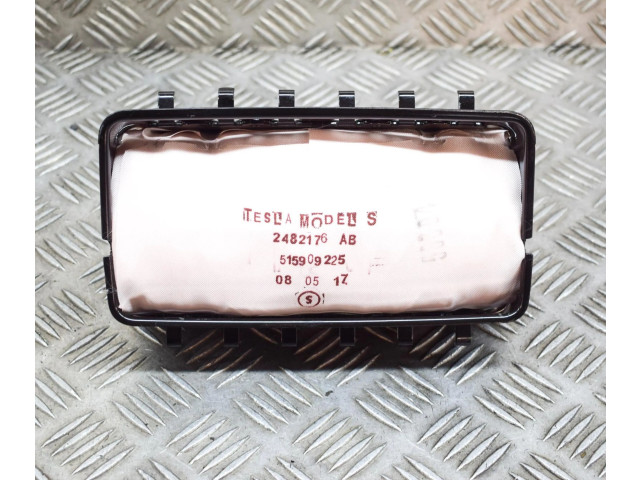 TESLA MODEL S
2482176 AB
515909225
08 05 17
S